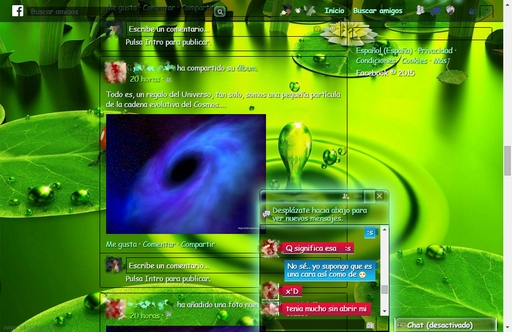 Buscar amigos
Inicio
Buscar amigos
Me gusta · Comentar · Compartir
Escribe un comentario...
Pulsa Intro para publicar.
ha compartido su álbum.
20 horas ·
Todo es, un regalo del Universo, tan solo, somos una pequeña partícula
de la cadena evolutiva del Cosmos....
Me gusta · Comentar · Compartir
Escribe un comentario...
Pulsa Intro para publicar.
ha añadido una foto
20 horas ·
Español (España) · Privacidad ·
Condiciones · Cookies · Más
Facebook © 2015
Desplázate hacia abajo para
ver nuevos mensajes.
:s
Q significa esa :s
No sé.. yo supongo que es
una cara así como de
x'D
tenia mucho sin abrir mi
Chat (desactivado)